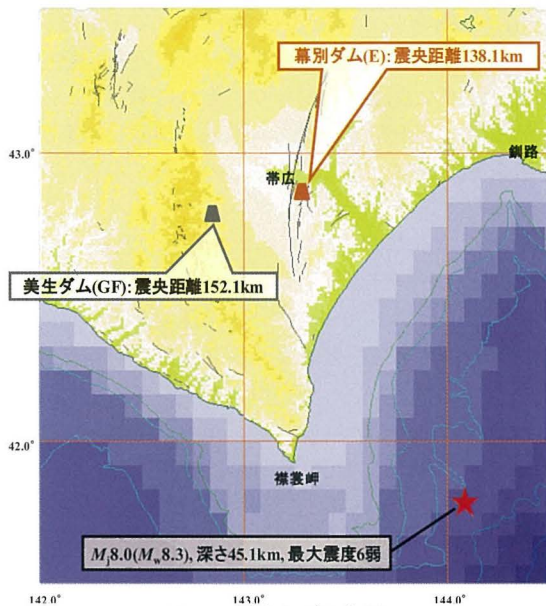 幕別ダム(E):震央距離138.1km
43.0°
釧路
帯広
美生ダム(GF):震央距離152.1km
42.0°
襟裳岬
Mj8.0(Mw8.3), 深さ45.1km, 最大震度6弱
142.0°
143.0°
144.0°